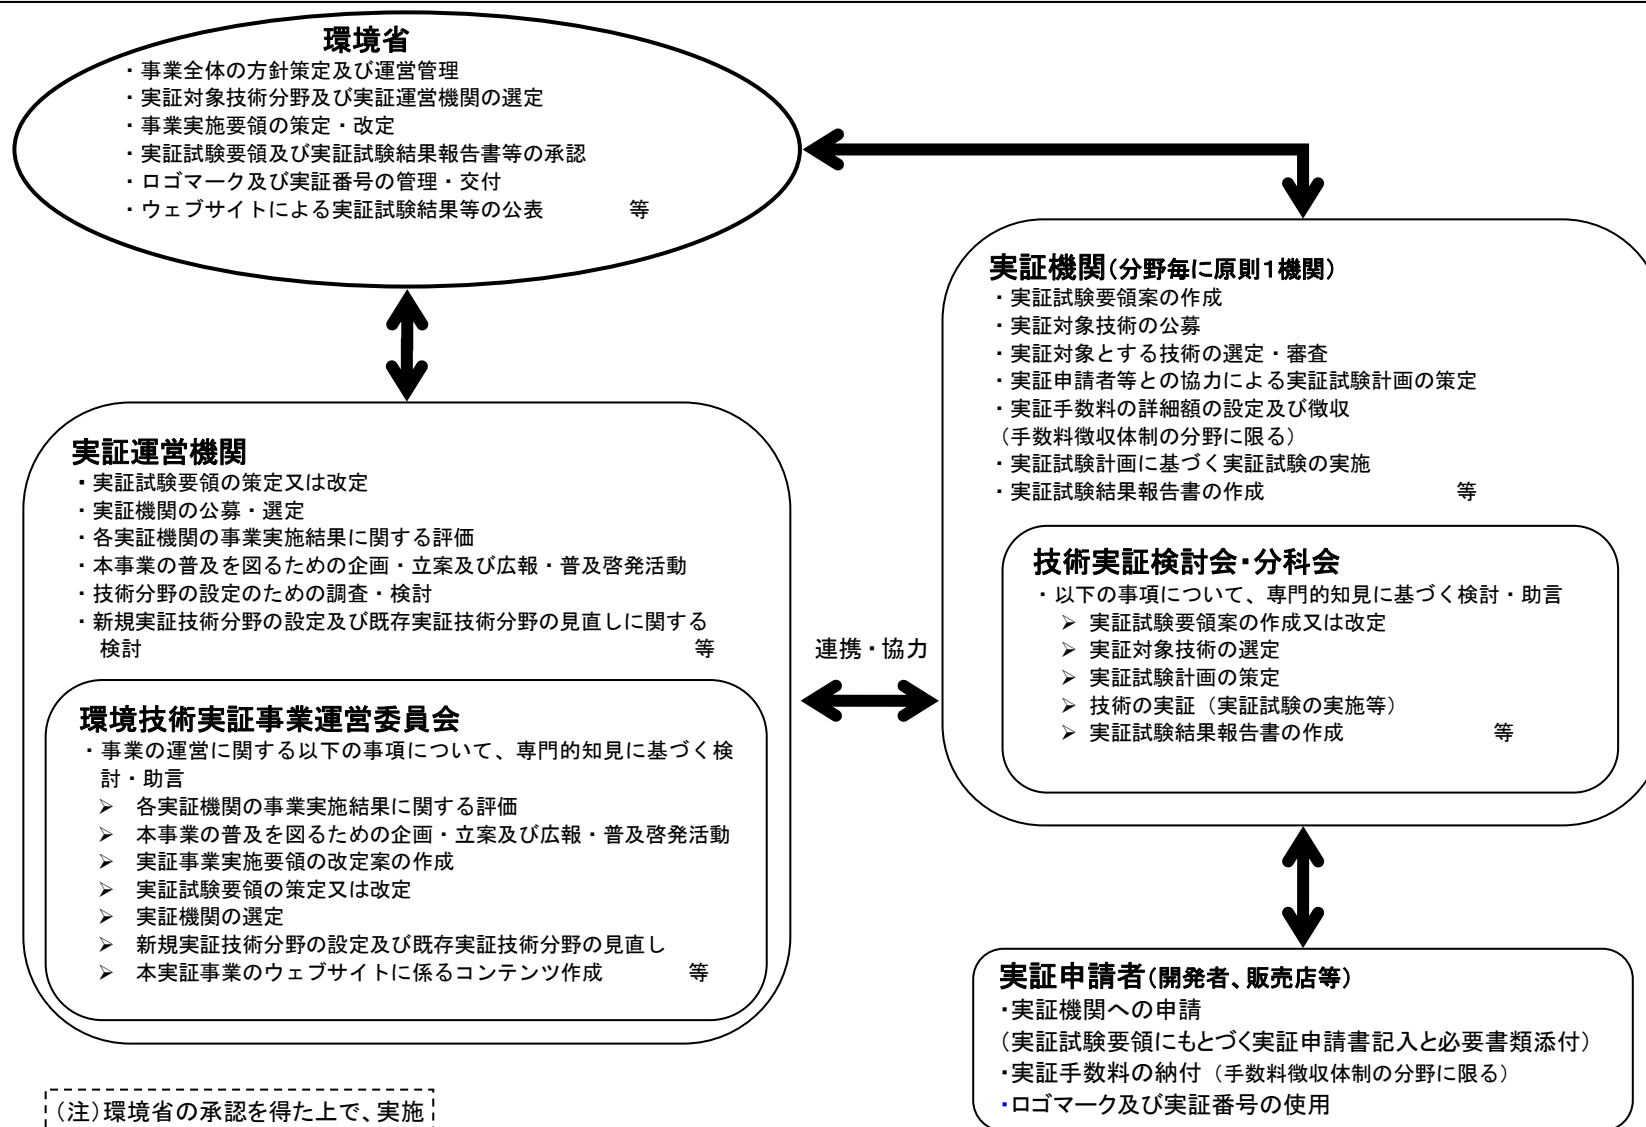 環境省
・事業全体の方針策定及び運営管理
・実証対象技術分野及び実証運営機関の選定
・事業実施要領の策定・改定
・実証試験要領及び実証試験結果報告書等の承認
・ロゴマーク及び実証番号の管理・交付
・ウェブサイトによる実証試験結果等の公表 等
実証運営機関
・実証試験要領の策定又は改定
・実証機関の公募・選定
・各実証機関の事業実施結果に関する評価
・本事業の普及を図るための企画・立案及び広報・普及啓発活動
・技術分野の設定のための調査・検討
・新規実証技術分野の設定及び既存実証技術分野の見直しに関する
検討 等
環境技術実証事業運営委員会
・事業の運営に関する以下の事項について、専門的知見に基づく検
討・助言
➢ 各実証機関の事業実施結果に関する評価
➢ 本事業の普及を図るための企画・立案及び広報・普及啓発活動
➢ 実証事業実施要領の改定案の作成
➢ 実証試験要領の策定又は改定
➢ 実証機関の選定
➢ 新規実証技術分野の設定及び既存実証技術分野の見直し
➢ 本実証事業のウェブサイトに係るコンテンツ作成 等
(注)環境省の承認を得た上で、実施
連携・協力
実証機関(分野毎に原則1機関)
・実証試験要領案の作成
・実証対象技術の公募
・実証対象とする技術の選定・審査
・実証申請者等との協力による実証試験計画の策定
・実証手数料の詳細額の設定及び徴収
(手数料徴収体制の分野に限る)
・実証試験計画に基づく実証試験の実施
・実証試験結果報告書の作成 等
技術実証検討会・分科会
・以下の事項について、専門的知見に基づく検討・助言
➢ 実証試験要領案の作成又は改定
➢ 実証対象技術の選定
➢ 実証試験計画の策定
➢ 技術の実証(実証試験の実施等)
➢ 実証試験結果報告書の作成 等
実証申請者(開発者、販売店等)
・実証機関への申請
(実証試験要領にもとづく実証申請書記入と必要書類添付)
・実証手数料の納付(手数料徴収体制の分野に限る)
・ロゴマーク及び実証番号の使用